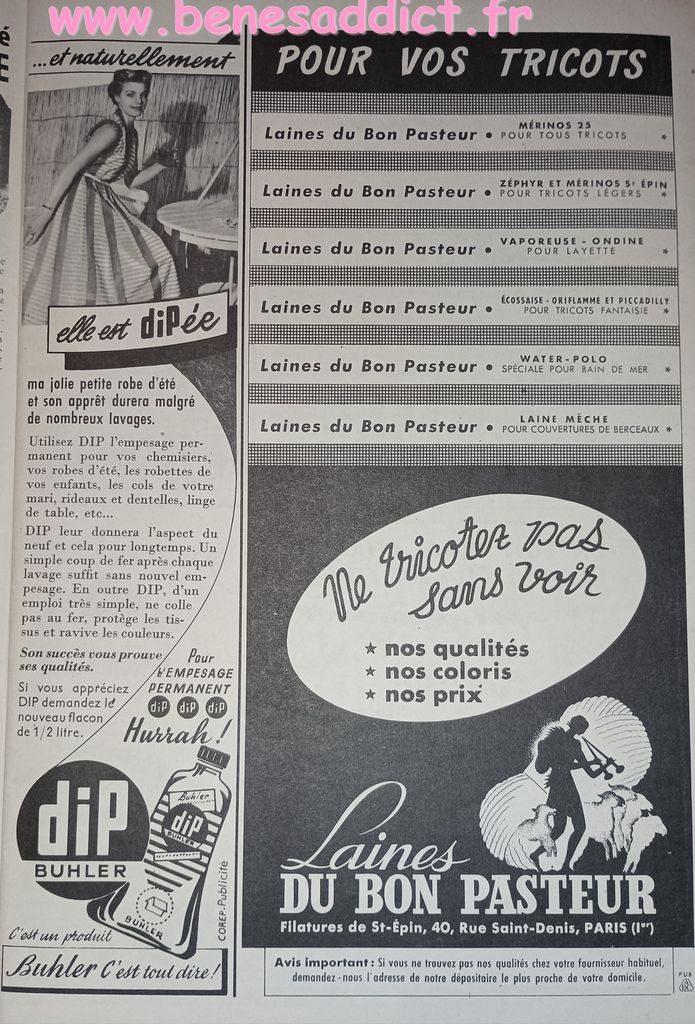 www.benesaddict.fr
...et naturellement
elle est diPée
ma jolie petite robe d'été
et son apprêt durera malgré
de nombreux lavages.
Utilisez DIP l'empesage per-
manent pour vos chemisiers,
vos robes d'été, les robettes de
vos enfants, les cols de votre
mari, rideaux et dentelles, linge
de table, etc...
DIP leur donnera l'aspect du
neuf et cela pour longtemps. Un
simple coup de fer après chaque
lavage suffit sans nouvel em-
pesage. En outre DIP, d'un
emploi très simple, ne colle
pas au fer, protège les tis-
sus et ravive les couleurs.
Son succès vous prouve
ses qualités.
Si vous appréciez
DIP demandez le
nouveau flacon
de 1/2 litre.
Pour
L'EMPESAGE
PERMANENT
dip dip dip
Hurrah !
dip
BUHLER
Buhler
dip
BUHLER
BUHLER
COREP-Publicité
C'est un produit
Buhler C'est tout dire !
POUR VOS TRICOTS
Laines du Bon Pasteur • MÉRINOS 25
POUR TOUS TRICOTS *
Laines du Bon Pasteur • ZÉPHYR ET MÉRINOS St ÉPIN
POUR TRICOTS LÉGERS *
Laines du Bon Pasteur • VAPOREUSE - ONDINE
POUR LAYETTE *
Laines du Bon Pasteur • ÉCOSSAISE - ORIFLAMME ET PICCADILLY
POUR TRICOTS FANTAISIE *
Laines du Bon Pasteur • WATER-POLO
SPÉCIALE POUR BAIN DE MER *
Laines du Bon Pasteur • LAINE MÈCHE
POUR COUVERTURES DE BERCEAUX *
Ne tricotez pas
sans voir
★ nos qualités
★ nos coloris
★ nos prix
Laines
DU BON PASTEUR
Filatures de St-Épin, 40, Rue Saint-Denis, PARIS (Ier)
Avis important : Si vous ne trouvez pas nos qualités chez votre fournisseur habituel,
demandez-nous l'adresse de notre dépositaire le plus proche de votre domicile.
PUB